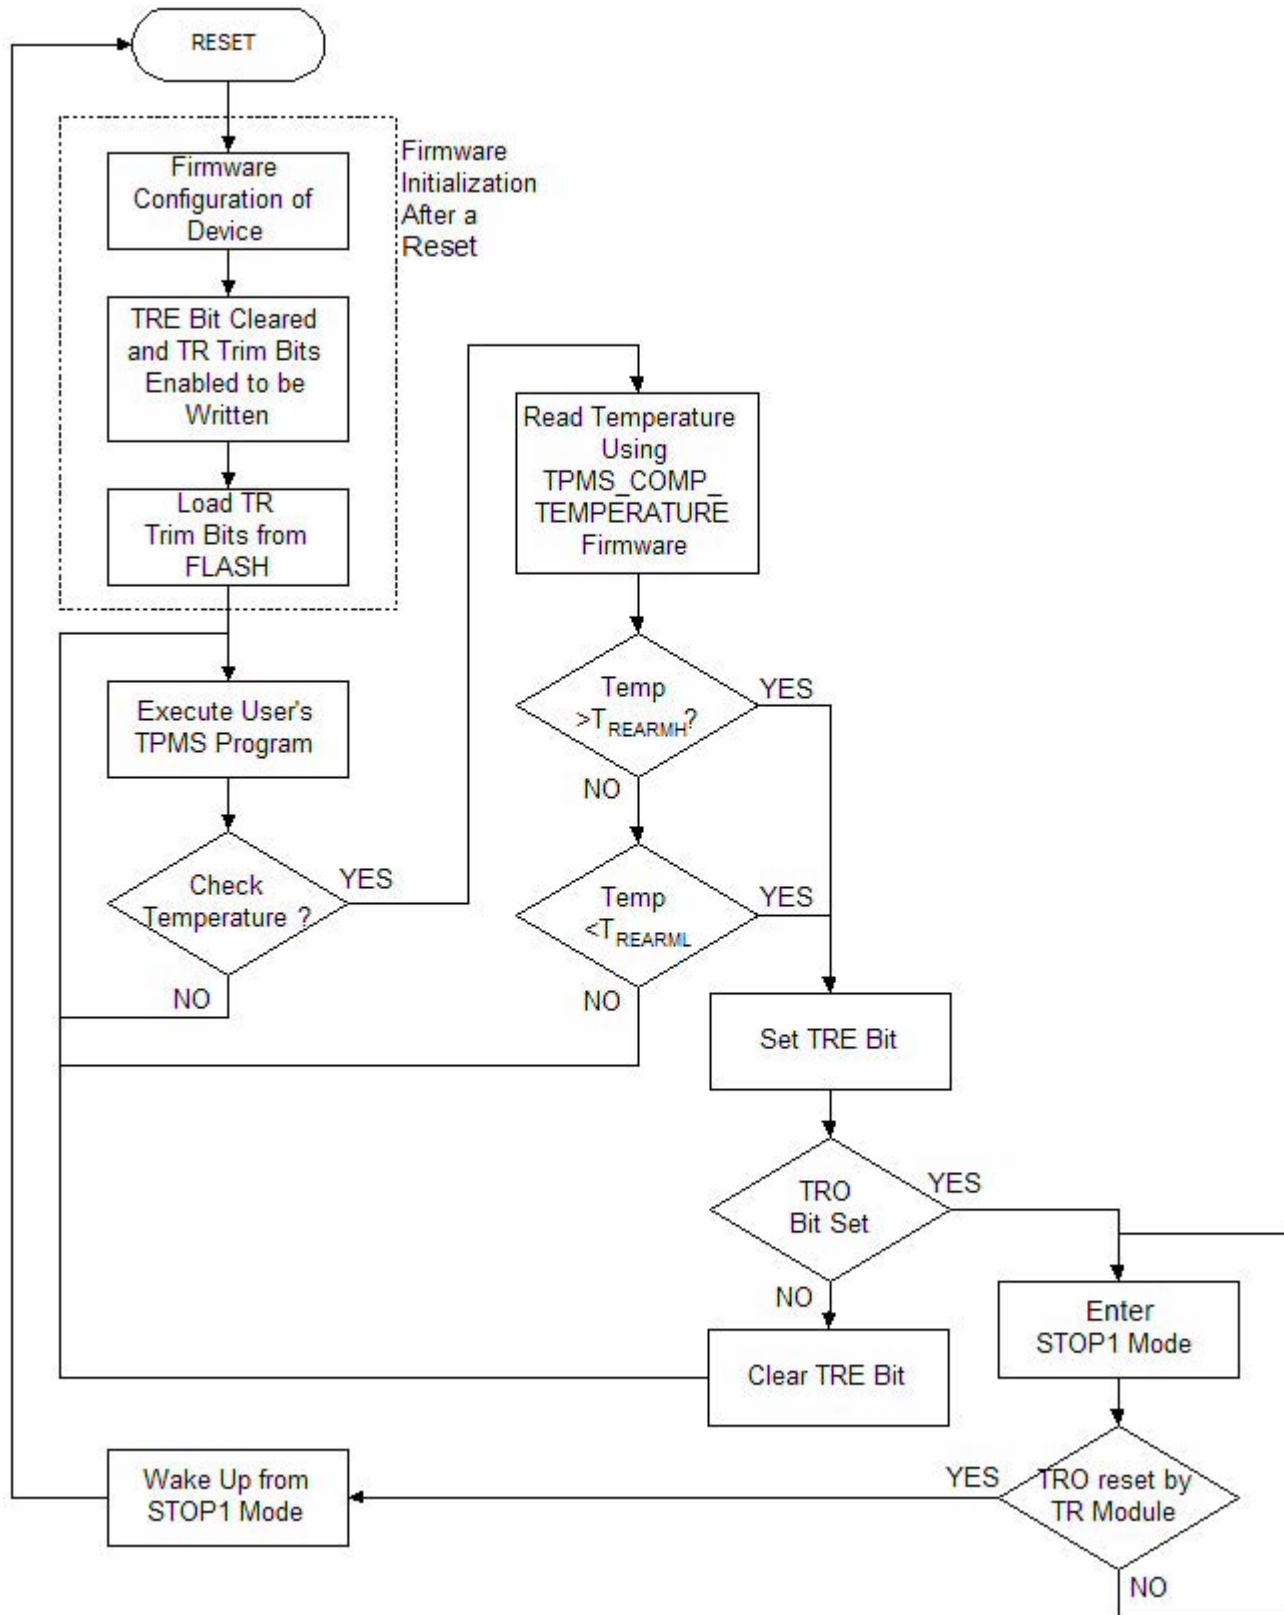 RESET
Firmware
Configuration of
Device
Firmware
Initialization
After a
Reset
TRE Bit Cleared
and TR Trim Bits
Enabled to be
Written
Load TR
Trim Bits from
FLASH
Execute User's
TPMS Program
Check
Temperature ?
YES
NO
Read Temperature
Using
TPMS_COMP_
TEMPERATURE
Firmware
Temp
>TREARMH?
YES
NO
Temp
<TREARML
YES
NO
Set TRE Bit
TRO
Bit Set
YES
NO
Clear TRE Bit
Enter
STOP1 Mode
TRO reset by
TR Module
YES
NO
Wake Up from
STOP1 Mode